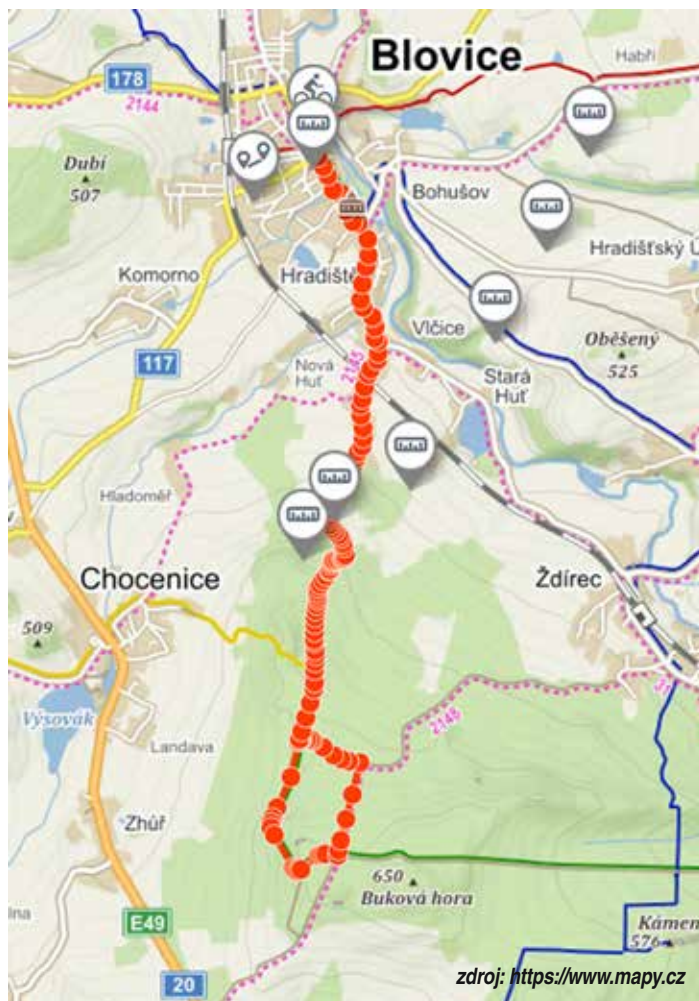 Blovice
Habří
178
2144
Dubí
507
Bohušov
Hradišťský Ú
Komorno
Hradiště
Vlčice
Oběšený
525
117
2145
Nová
Huť
Stará
Huť
Hladoměř
Chocenice
Ždírec
509
31
Výsovák
2148
Landava
Zhůř
650
Buková hora
lna
E49
Kámen
576
20
zdroj: https://www.mapy.cz